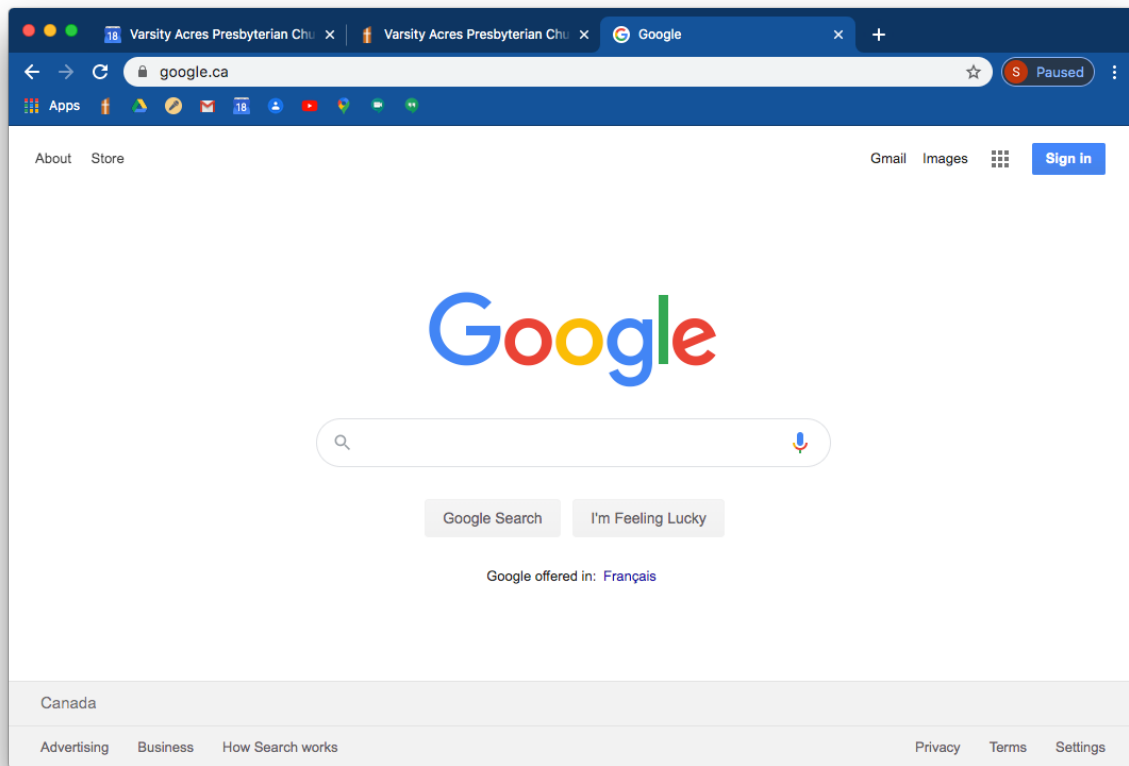 18 Varsity Acres Presbyterian Chu Varsity Acres Presbyterian Chu Google
google.ca S Paused
Apps 18
About Store Gmail Images Sign in
Google
Google Search I'm Feeling Lucky
Google offered in: Français
Canada
Advertising Business How Search works Privacy Terms Settings